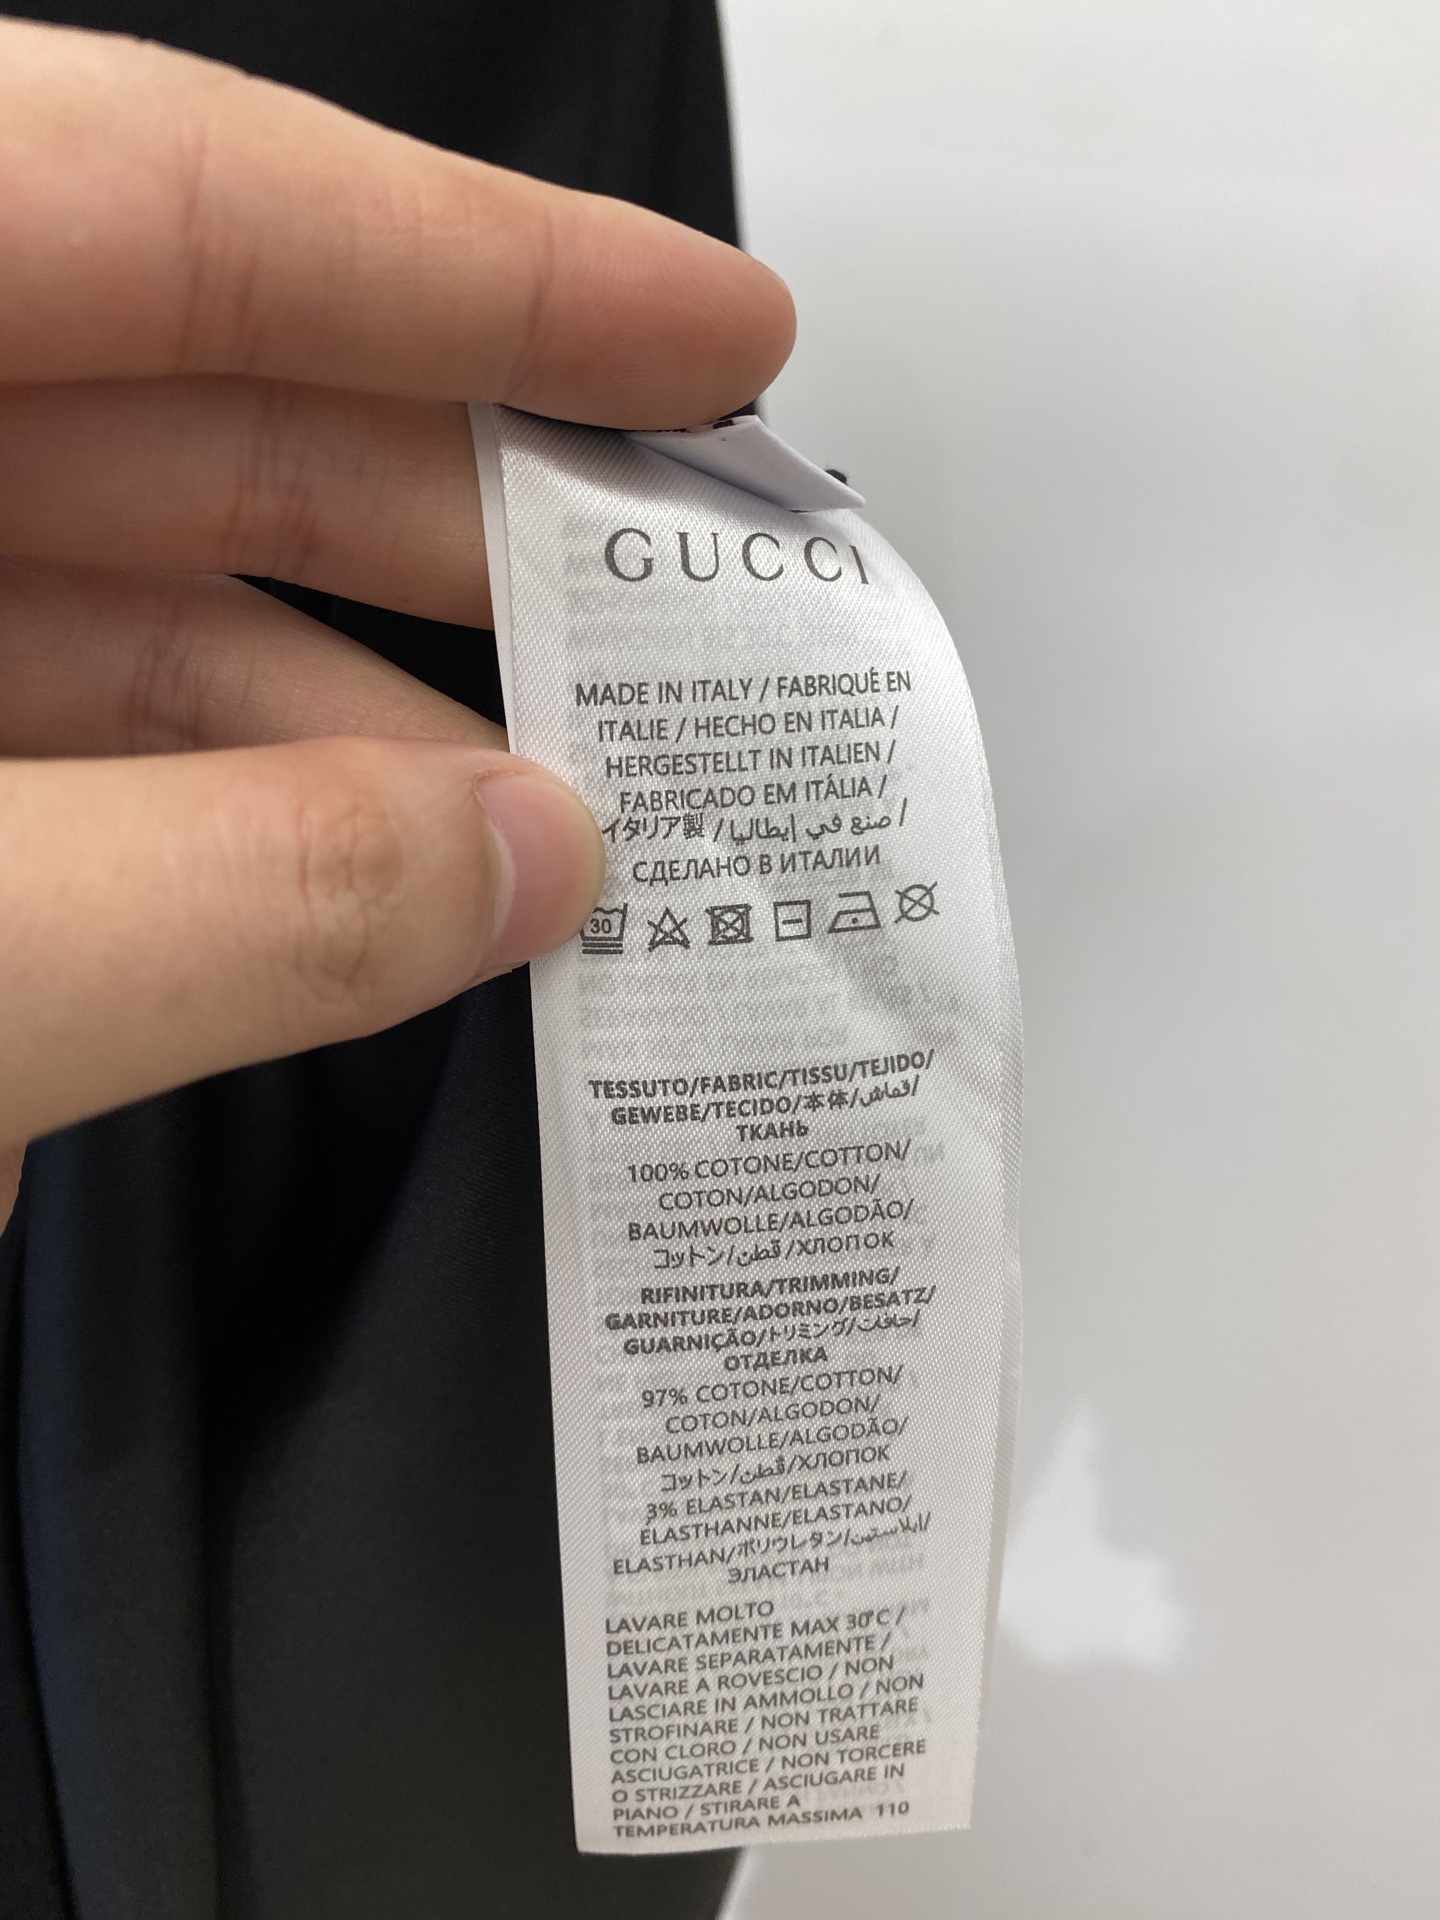 GUCCI
MADE IN ITALY / FABRIQUÉ EN
ITALIE / HECHO EN ITALIA /
HERGESTELLT IN ITALIEN /
FABRICADO EM ITÁLIA /
イタリア製 / صنع في إيطاليا /
СДЕЛАНО В ИТАЛИИ
30
TESSUTO/FABRIC/TISSU/TEJIDO/
GEWEBE/TECIDO/本体/قماش/
ТКАНЬ
100% COTONE/COTTON/
COTON/ALGODON/
BAUMWOLLE/ALGODÃO/
コットン/قطن/ХЛОПОК
RIFINITURA/TRIMMING/
GARNITURE/ADORNO/BESATZ/
GUARNIÇÃO/トリミング/حافات/
ОТДЕЛКА
97% COTONE/COTTON/
COTON/ALGODON/
BAUMWOLLE/ALGODÃO/
コットン/قطن/ХЛОПОК
3% ELASTAN/ELASTANE/
ÉLASTHANNE/ELASTANO/
ELASTHAN/ポリウレタン/إيلاستين/
ЭЛАСТАН
LAVARE MOLTO
DELICATAMENTE MAX 30°C /
LAVARE SEPARATAMENTE /
LAVARE A ROVESCIO / NON
LASCIARE IN AMMOLLO / NON
STROFINARE / NON TRATTARE
CON CLORO / NON USARE
ASCIUGATRICE / NON TORCERE
O STRIZZARE / ASCIUGARE IN
PIANO / STIRARE A
TEMPERATURA MASSIMA 110